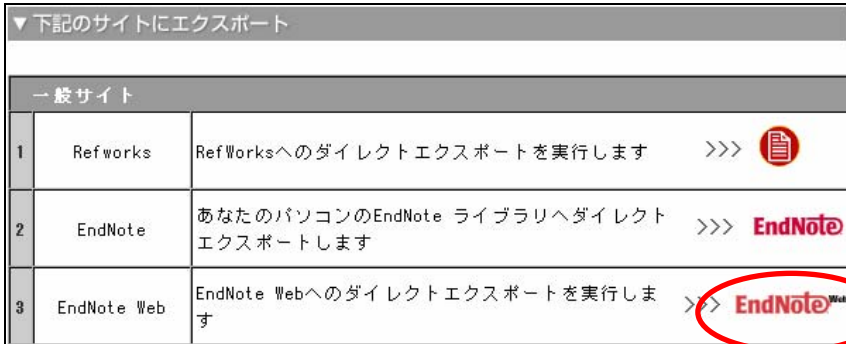 ▼下記のサイトにエクスポート
一般サイト
1 Refworks RefWorksへのダイレクトエクスポートを実行します >>>
2 EndNote あなたのパソコンのEndNote ライブラリへダイレクト
エクスポートします >>> EndNote
3 EndNote Web EndNote Webへのダイレクトエクスポートを実行しま
す >>> EndNote Web